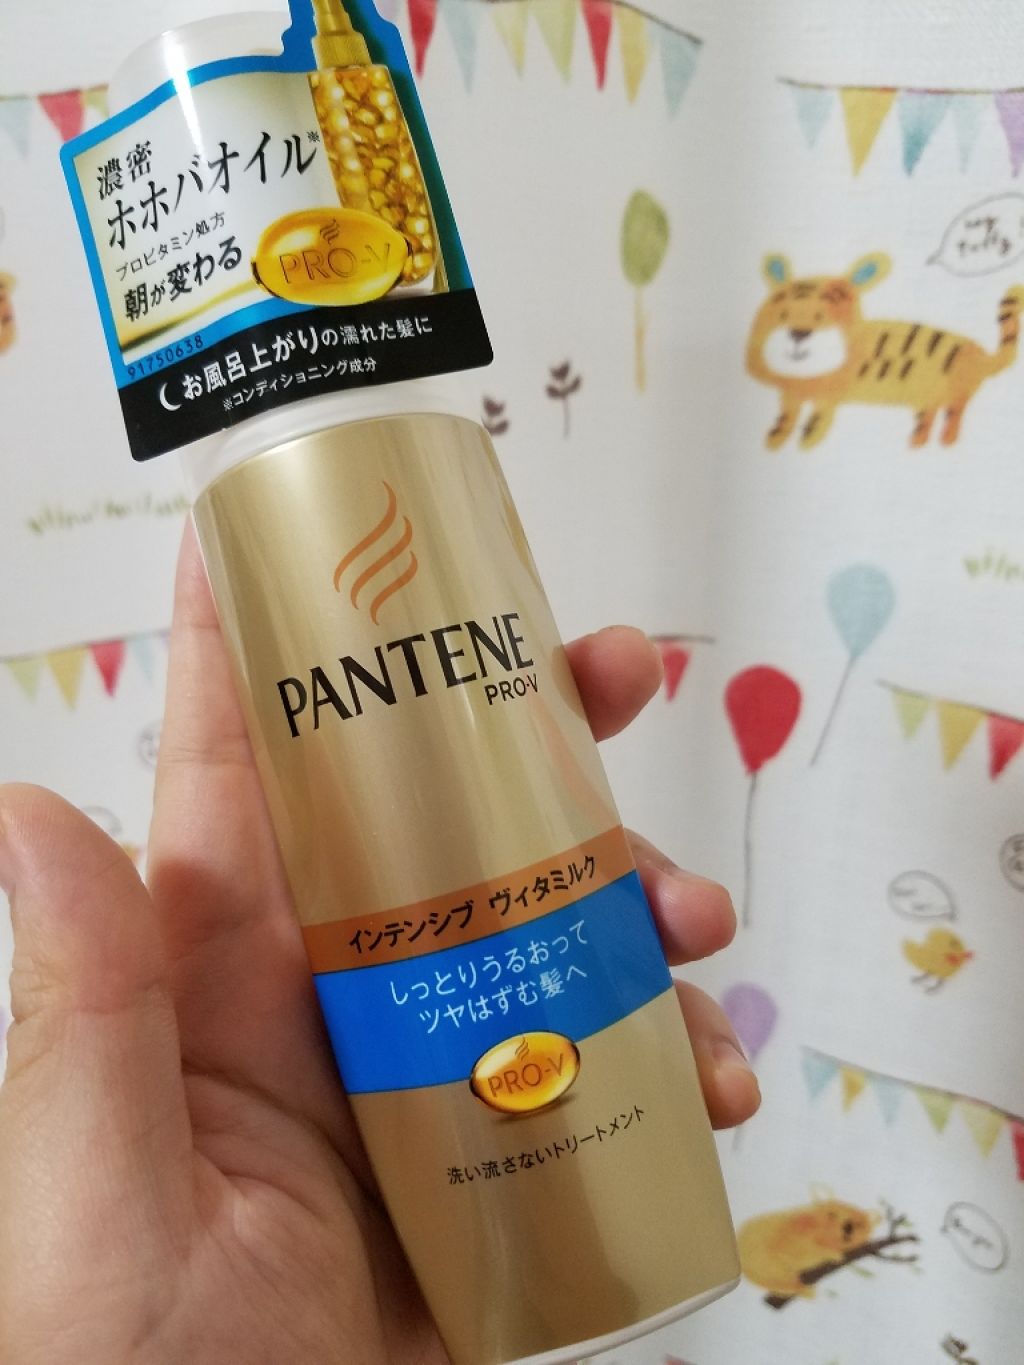 濃密
ホホバオイル※
プロビタミン処方
朝が変わる
PRO-V
91750638
お風呂上がりの濡れた髪に
※コンディショニング成分
PANTENE
PRO-V
インテンシブ ヴィタミルク
しっとりうるおって
ツヤはずむ髪へ
PRO-V
洗い流さないトリートメント